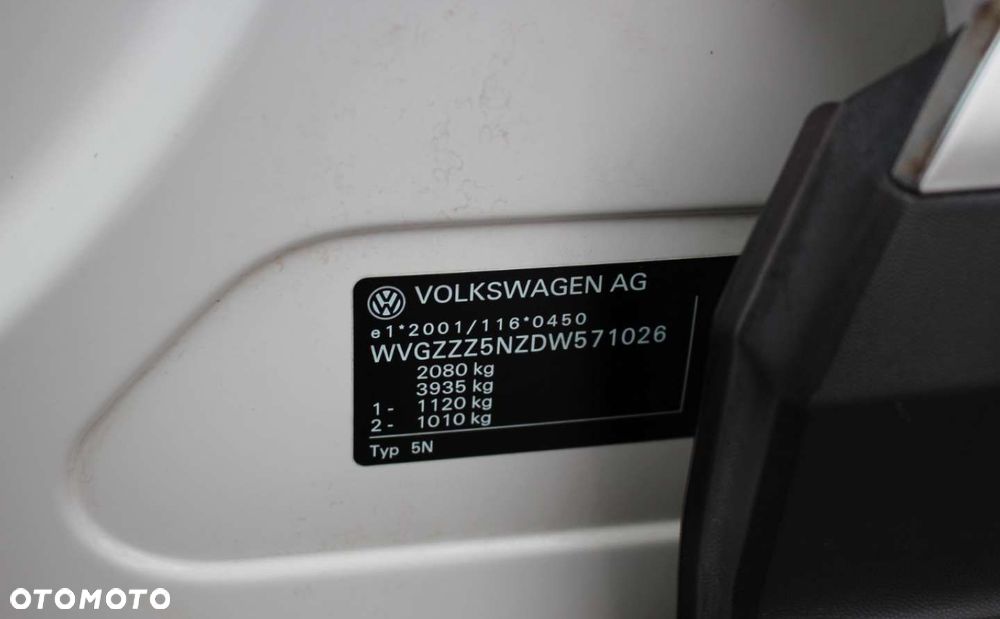 VOLKSWAGEN AG
e1*2001/116*0450
WVGZZZ5NZDW571026
2080 kg
3935 kg
1- 1120 kg
2- 1010 kg
Typ 5N
OTOMOTO